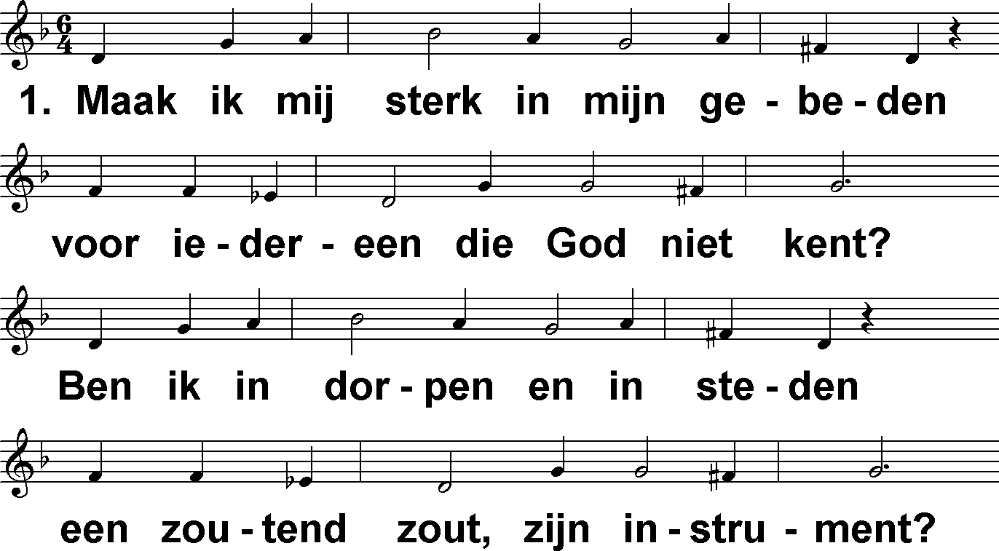 1. Maak ik mij sterk in mijn ge - be - den
voor ie - der - een die God niet kent?
Ben ik in dor - pen en in ste - den
een zou - tend zout, zijn in - stru - ment?